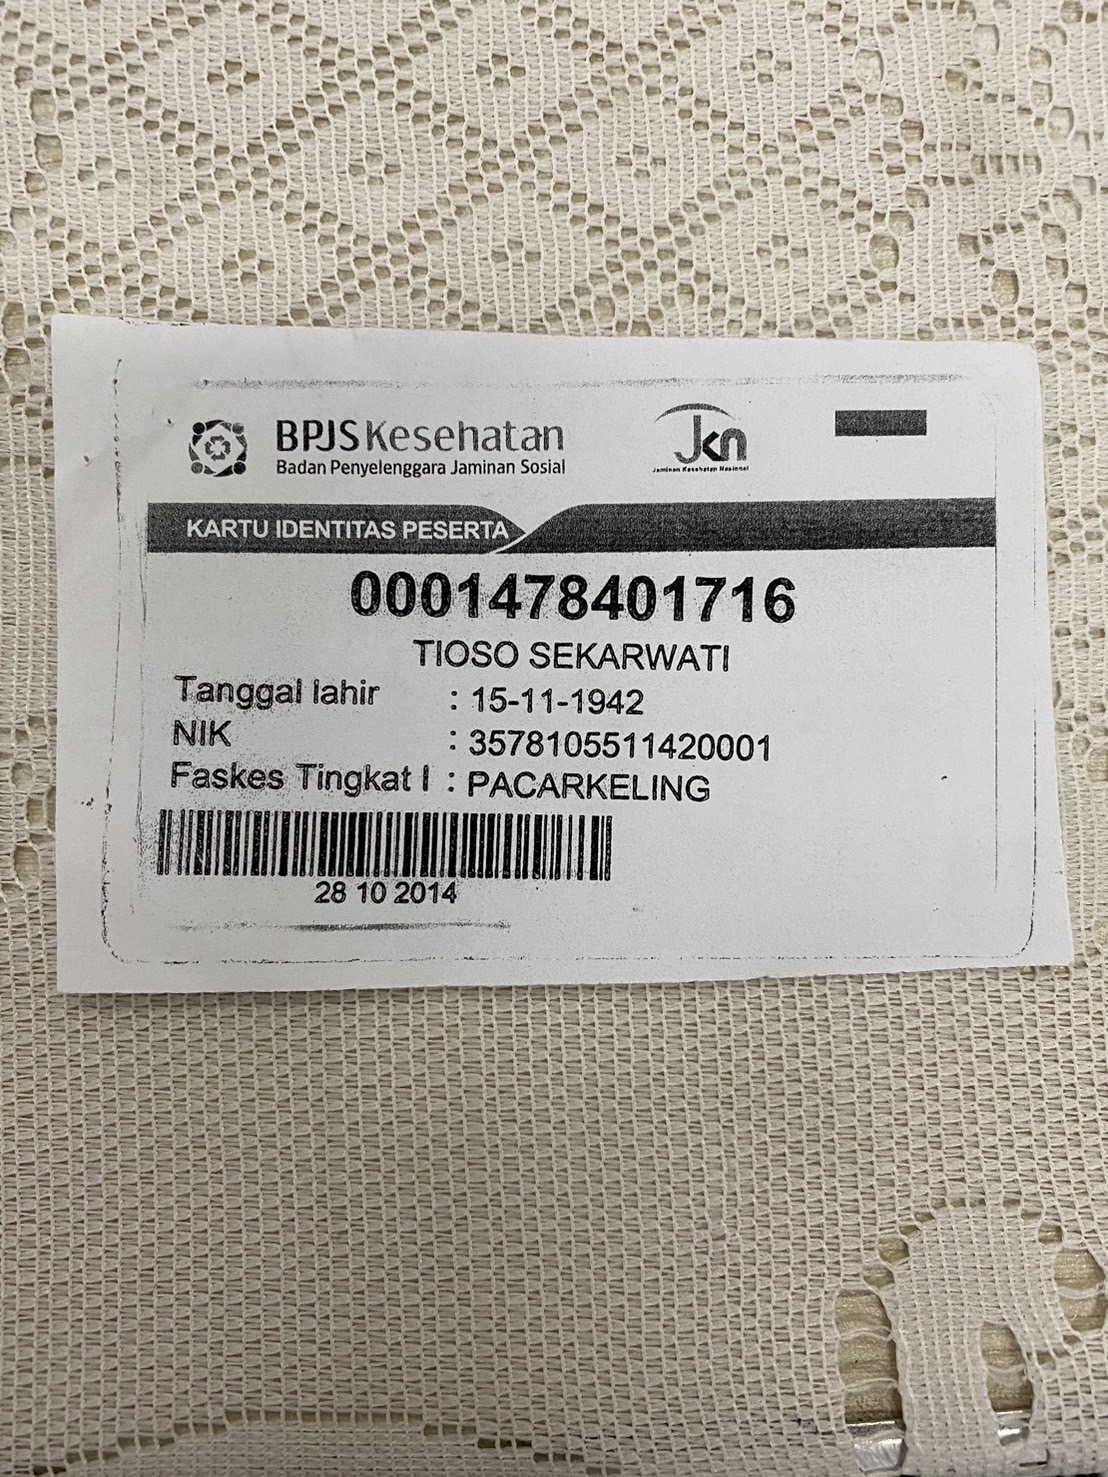 BPJS Kesehatan
Badan Penyelenggara Jaminan Sosial
Jkn
Jaminan Kesehatan Nasional
KARTU IDENTITAS PESERTA
0001478401716
TIOSO SEKARWATI
Tanggal lahir : 15-11-1942
NIK : 3578105511420001
Faskes Tingkat I : PACARKELING
28 10 2014